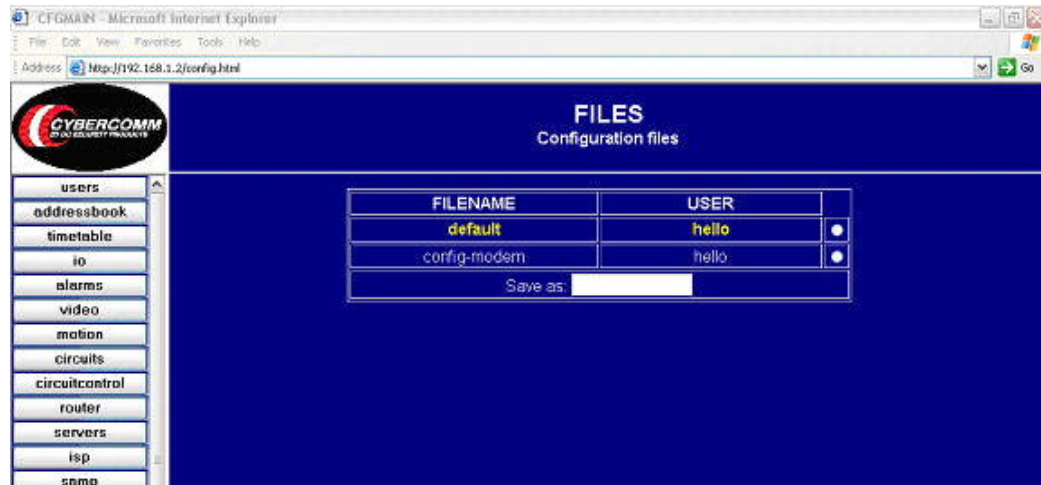 CFGMAIN - Microsoft Internet Explorer
File Edit View Favorites Tools Help
Address http://192.168.1.2/config.html Go
CYBERCOMM
FILES
Configuration files
users
addressbook
timetable
io
alarms
video
motion
circuits
circuitcontrol
router
servers
isp
snmp
FILENAME USER
default hello
config-modem hello
Save as: